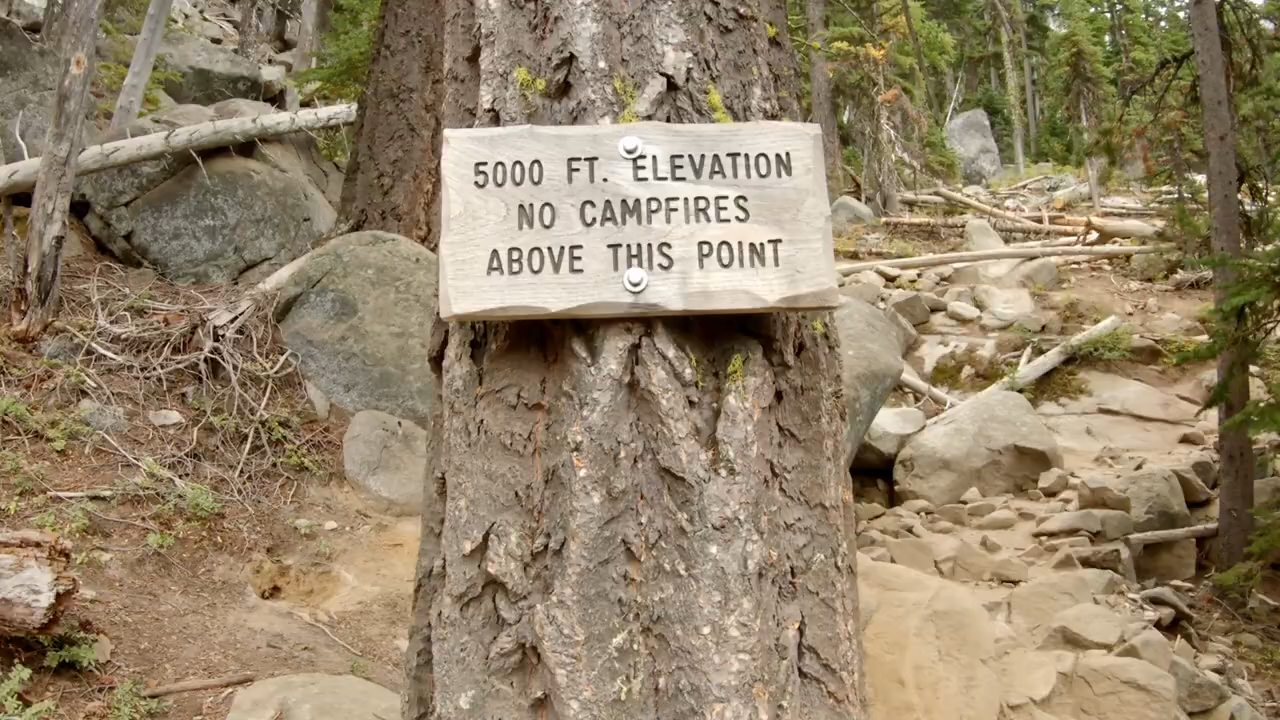 5000 FT. ELEVATION
NO CAMPFIRES
ABOVE THIS POINT